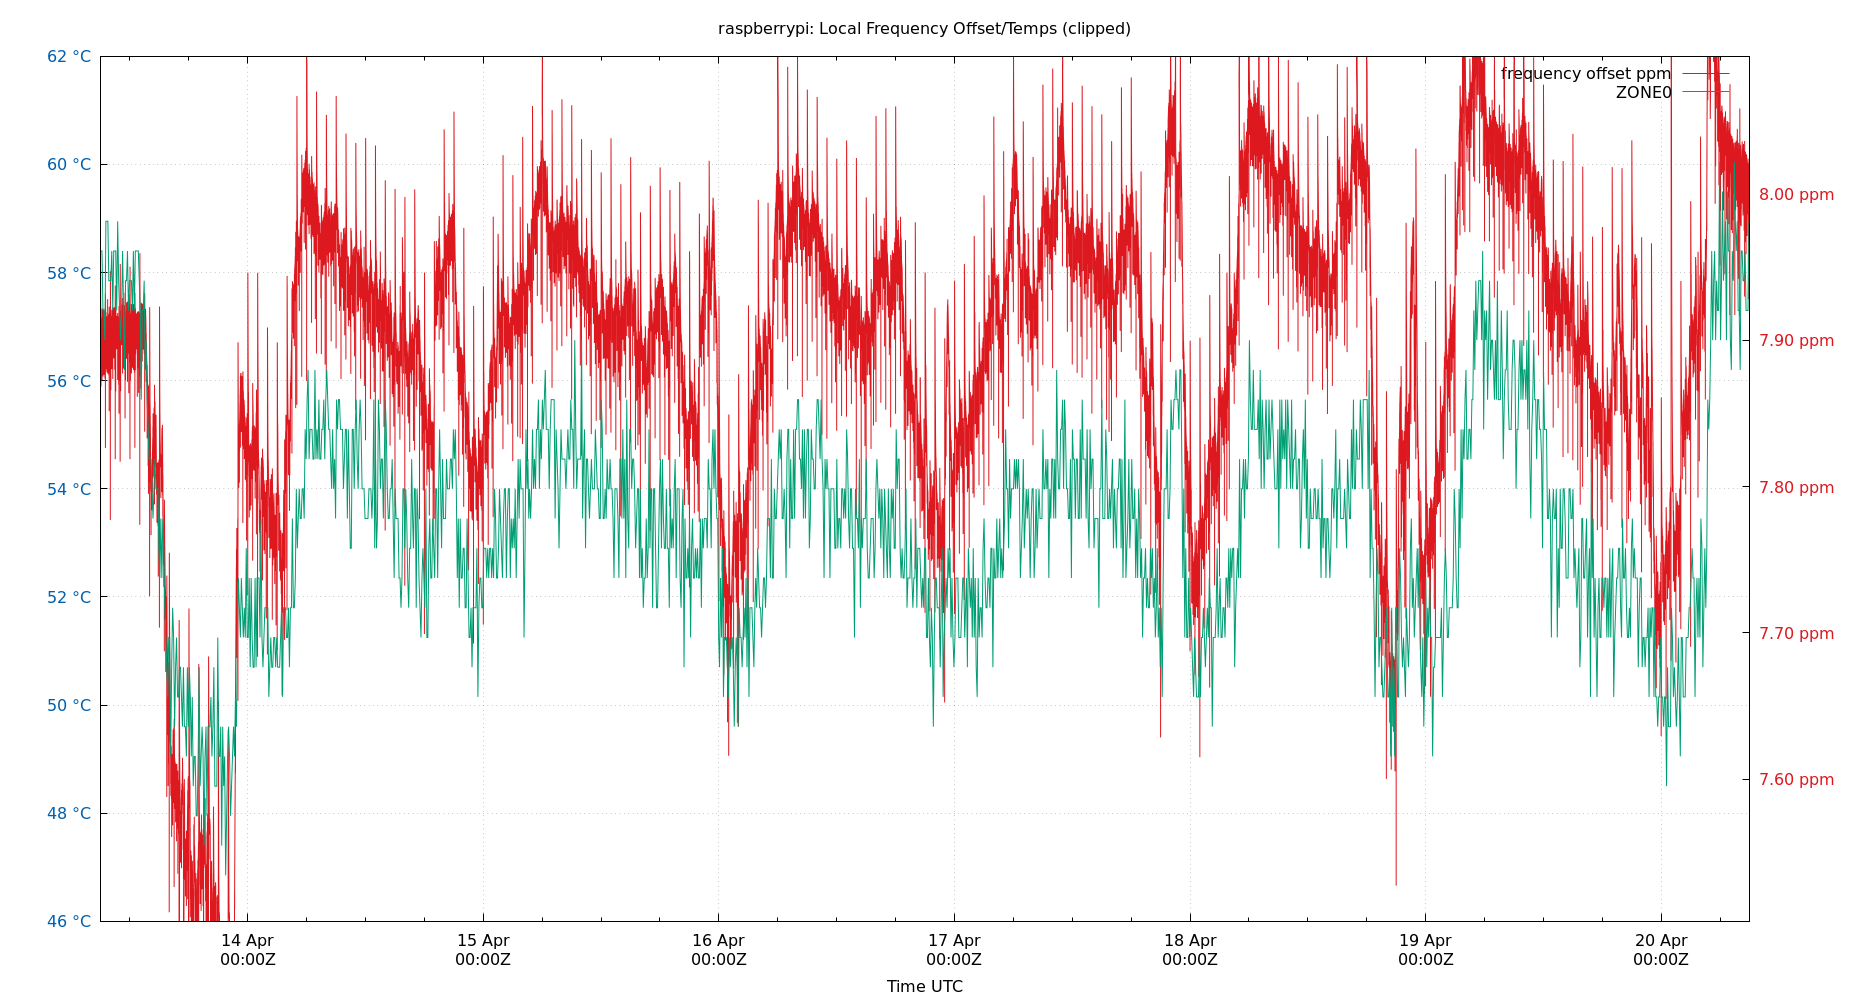 raspberrypi: Local Frequency Offset/Temps (clipped)
62 °C
60 °C
58 °C
56 °C
54 °C
52 °C
50 °C
48 °C
46 °C
frequency offset ppm
ZONE0
8.00 ppm
7.90 ppm
7.80 ppm
7.70 ppm
7.60 ppm
14 Apr
00:00Z
15 Apr
00:00Z
16 Apr
00:00Z
17 Apr
00:00Z
18 Apr
00:00Z
19 Apr
00:00Z
20 Apr
00:00Z
Time UTC